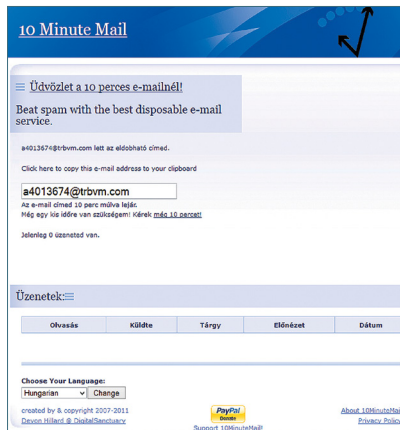 10 Minute Mail
Üdvözlet a 10 perces e-mailnél!
Beat spam with the best disposable e-mail
service.
a4013674@trbvm.com lett az eldobható címed.
Click here to copy this e-mail address to your clipboard
a4013674@trbvm.com
Az e-mail címed 10 perc múlva lejár.
Még egy kis időre van szükségem! Kérek még 10 percet!
Jelenleg 0 üzeneted van.
Üzenetek:
Olvasás Küldte Tárgy Előnézet Dátum
Choose Your Language:
Hungarian Change
created by & copyright 2007-2011
Devon Hillard @ DigitalSanctuary
PayPal
Donate
Support 10MinuteMail!
About 10MinuteMail
Privacy Policy